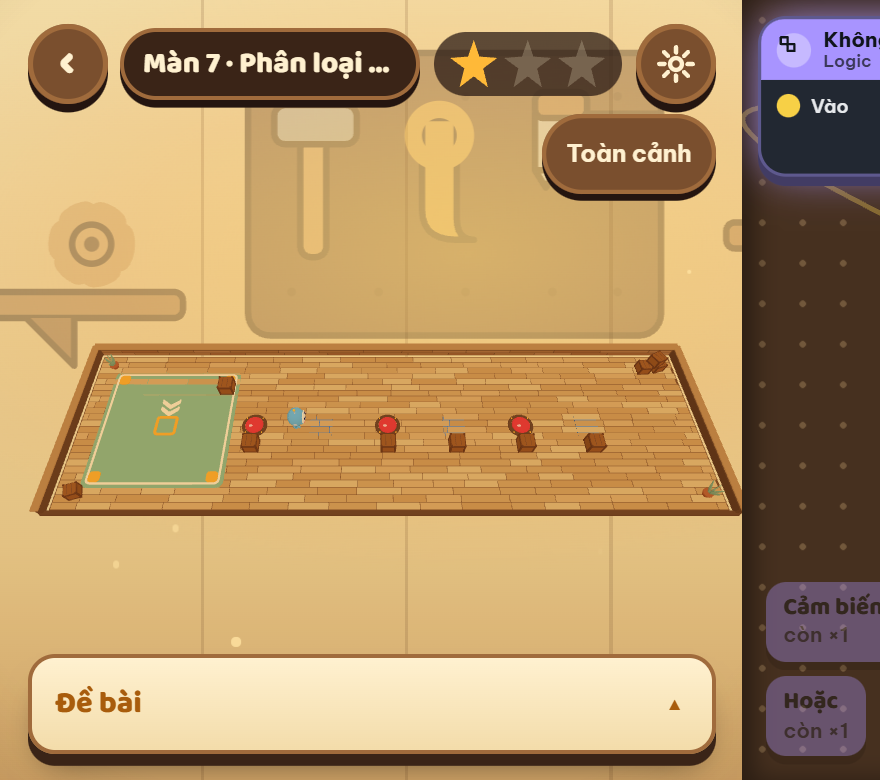 Màn 7 · Phân loại ...
Toàn cảnh
Đề bài
Không
Logic
Vào
Cảm biến
còn ×1
Hoặc
còn ×1